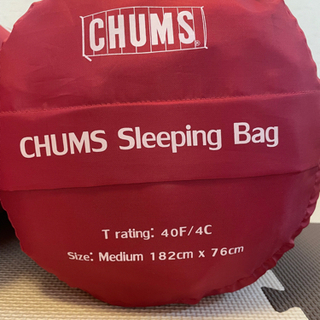 CHUMS
CHUMS Sleeping Bag
T rating: 40F/4C
Size: Medium 182cm x 76cm